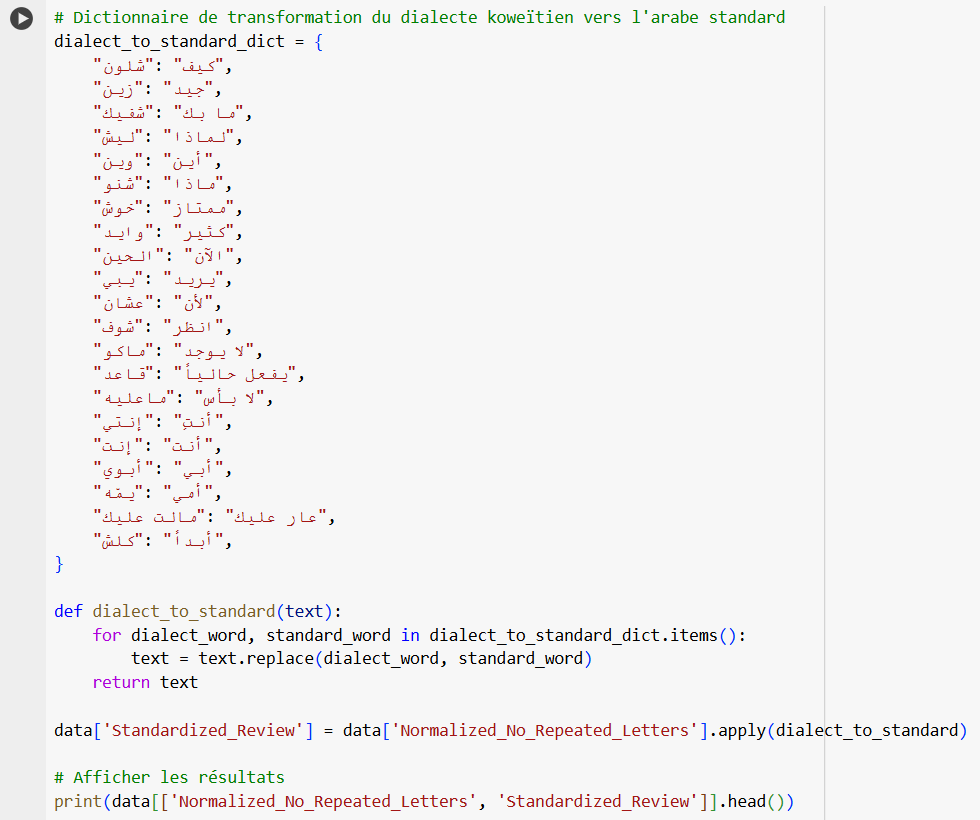 # Dictionnaire de transformation du dialecte koweïtien vers l'arabe standard
dialect_to_standard_dict = {
"شلون": "كيف",
"زين": "جيد",
"شفيك": "ما بك",
"ليش": "لماذا",
"وين": "أين",
"شنو": "ماذا",
"خوش": "ممتاز",
"وايد": "كثير",
"الحين": "الآن",
"يبي": "يريد",
"عشان": "لأن",
"شوف": "انظر",
"ماكو": "لا يوجد",
"قاعد": "يفعل حالياً",
"ماعليه": "لا بأس",
"إنتي": "أنتِ",
"إنت": "أنت",
"أبوي": "أبي",
"يمّه": "أمي",
"مالت عليك": "عار عليك",
"كلش": "أبداً",
}
def dialect_to_standard(text):
for dialect_word, standard_word in dialect_to_standard_dict.items():
text = text.replace(dialect_word, standard_word)
return text
data['Standardized_Review'] = data['Normalized_No_Repeated_Letters'].apply(dialect_to_standard)
# Afficher les résultats
print(data[['Normalized_No_Repeated_Letters', 'Standardized_Review']].head())